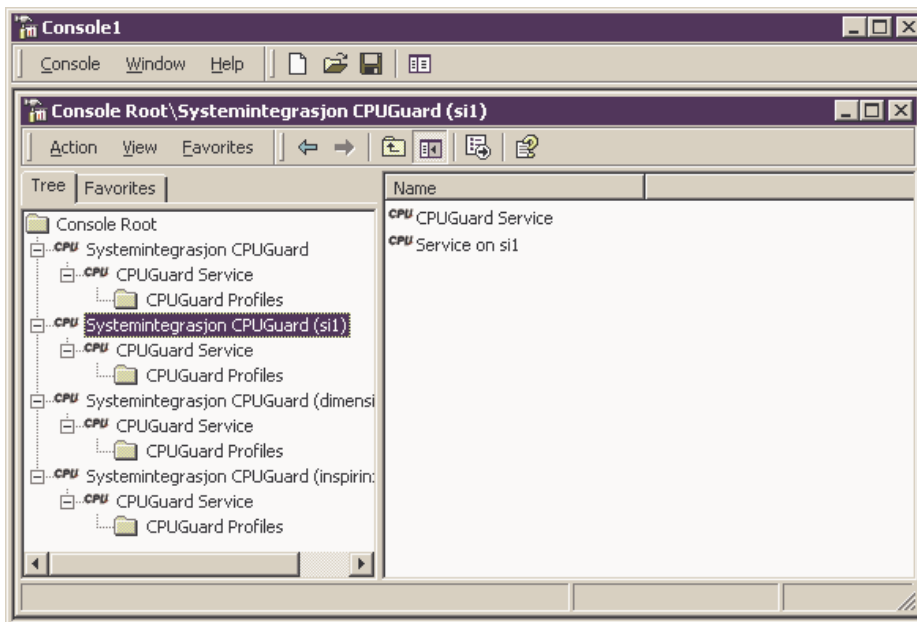 Console1
Console Window Help
Console Root\Systemintegrasjon CPUGuard (si1)
Action View Favorites
Tree Favorites
Console Root
CPU Systemintegrasjon CPUGuard
CPU CPUGuard Service
CPUGuard Profiles
CPU Systemintegrasjon CPUGuard (si1)
CPU CPUGuard Service
CPUGuard Profiles
CPU Systemintegrasjon CPUGuard (dimensi
CPU CPUGuard Service
CPUGuard Profiles
CPU Systemintegrasjon CPUGuard (inspirin
CPU CPUGuard Service
CPUGuard Profiles
Name
CPU CPUGuard Service
CPU Service on si1